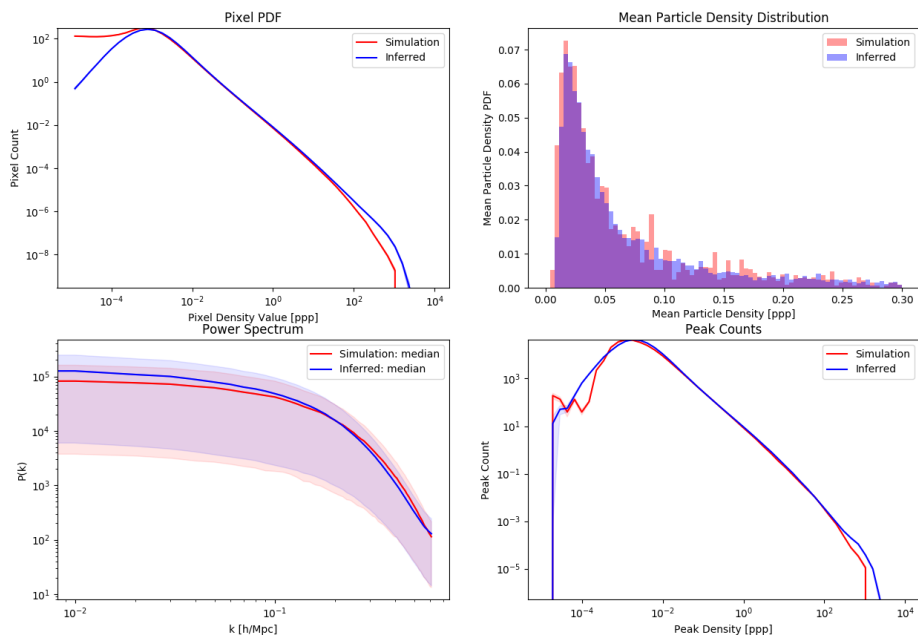 Pixel PDF
Simulation
Inferred
10^2
10^0
10^-2
10^-4
10^-6
10^-8
Pixel Count
10^-4
10^-2
10^0
10^2
10^4
Pixel Density Value [ppp]
Mean Particle Density Distribution
Simulation
Inferred
0.07
0.06
0.05
0.04
0.03
0.02
0.01
0.00
Mean Particle Density PDF
0.00
0.05
0.10
0.15
0.20
0.25
0.30
Mean Particle Density [ppp]
Power Spectrum
Simulation: median
Inferred: median
10^5
10^4
10^3
10^2
10^1
P(k)
10^-2
10^-1
k [h/Mpc]
Peak Counts
Simulation
Inferred
10^3
10^1
10^-1
10^-3
10^-5
Peak Count
10^-4
10^-2
10^0
10^2
10^4
Peak Density [ppp]